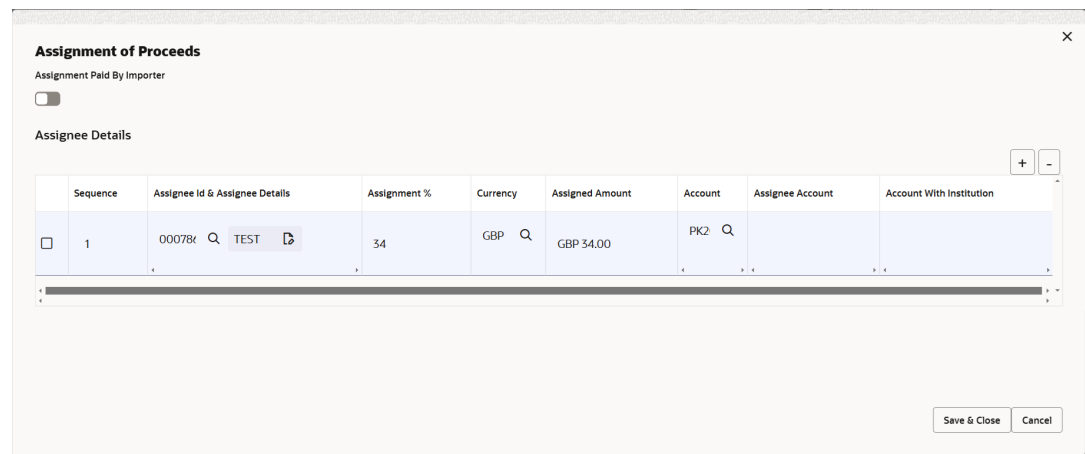 Assignment of Proceeds
Assignment Paid By Importer
Assignee Details
+ -
Sequence Assignee Id & Assignee Details Assignment % Currency Assigned Amount Account Assignee Account Account With Institution
1 TEST 34 GBP GBP 34.00
Save & Close Cancel